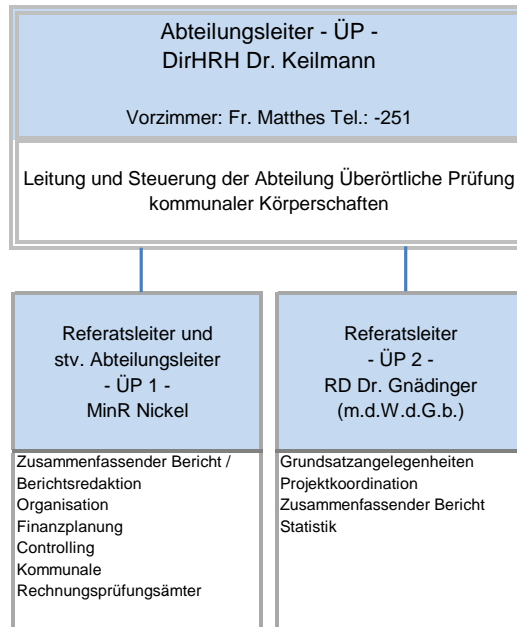 Abteilungsleiter - ÜP -
DirHRH Dr. Keilmann
Vorzimmer: Fr. Matthes Tel.: -251
Leitung und Steuerung der Abteilung Überörtliche Prüfung
kommunaler Körperschaften
Referatsleiter und
stv. Abteilungsleiter
- ÜP 1 -
MinR Nickel
Zusammenfassender Bericht /
Berichtsredaktion
Organisation
Finanzplanung
Controlling
Kommunale
Rechnungsprüfungsämter
Referatsleiter
- ÜP 2 -
RD Dr. Gnädinger
(m.d.W.d.G.b.)
Grundsatzangelegenheiten
Projektkoordination
Zusammenfassender Bericht
Statistik